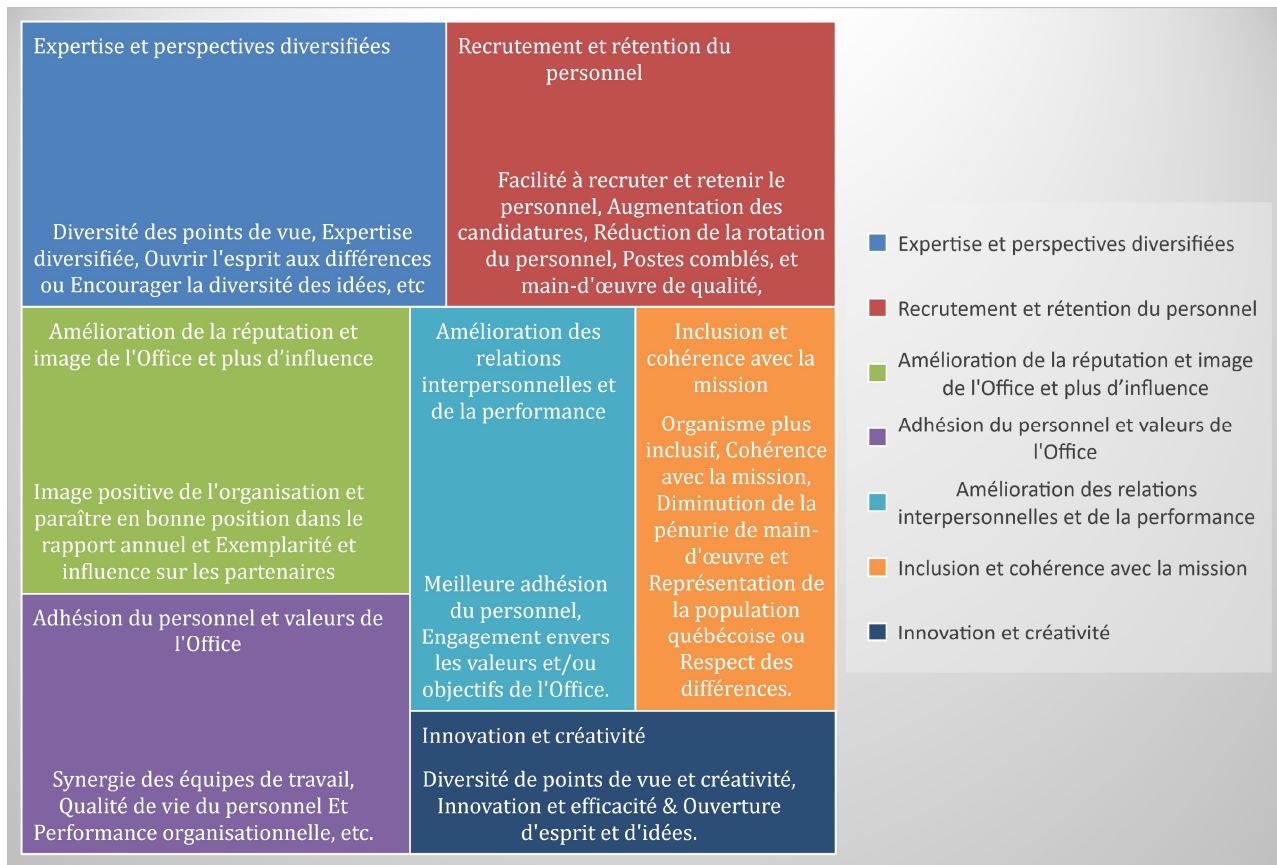 Expertise et perspectives diversifiées
Diversité des points de vue, Expertise
diversifiée, Ouvrir l'esprit aux différences
ou Encourager la diversité des idées, etc
Recrutement et rétention du
personnel
Facilité à recruter et retenir le
personnel, Augmentation des
candidatures, Réduction de la rotation
du personnel, Postes comblés, et
main-d'œuvre de qualité,
Amélioration de la réputation et
image de l'Office et plus d’influence
Image positive de l'organisation et
paraître en bonne position dans le
rapport annuel et Exemplarité et
influence sur les partenaires
Adhésion du personnel et valeurs de
l'Office
Synergie des équipes de travail,
Qualité de vie du personnel Et
Performance organisationnelle, etc.
Amélioration des
relations
interpersonnelles et
de la performance
Meilleure adhésion
du personnel,
Engagement envers
les valeurs et/ou
objectifs de l'Office.
Inclusion et
cohérence avec la
mission
Organisme plus
inclusif, Cohérence
avec la mission,
Diminution de la
pénurie de main-
d'œuvre et
Représentation de
la population
québécoise ou
Respect des
différences.
Innovation et créativité
Diversité de points de vue et créativité,
Innovation et efficacité & Ouverture
d'esprit et d'idées.
Expertise et perspectives diversifiées
Recrutement et rétention du personnel
Amélioration de la réputation et image
de l'Office et plus d’influence
Adhésion du personnel et valeurs de
l'Office
Amélioration des relations
interpersonnelles et de la performance
Inclusion et cohérence avec la mission
Innovation et créativité